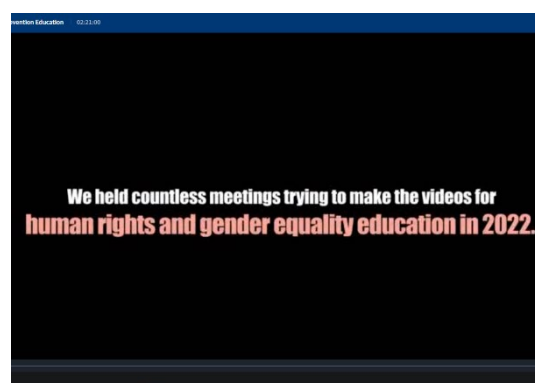 vention Education 02:21:00
We held countless meetings trying to make the videos for
human rights and gender equality education in 2022.